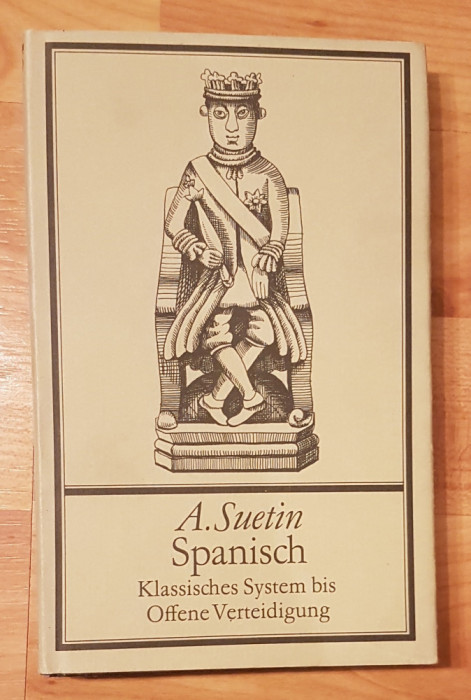 A. Suetin
Spanisch
Klassisches System bis
Offene Verteidigung